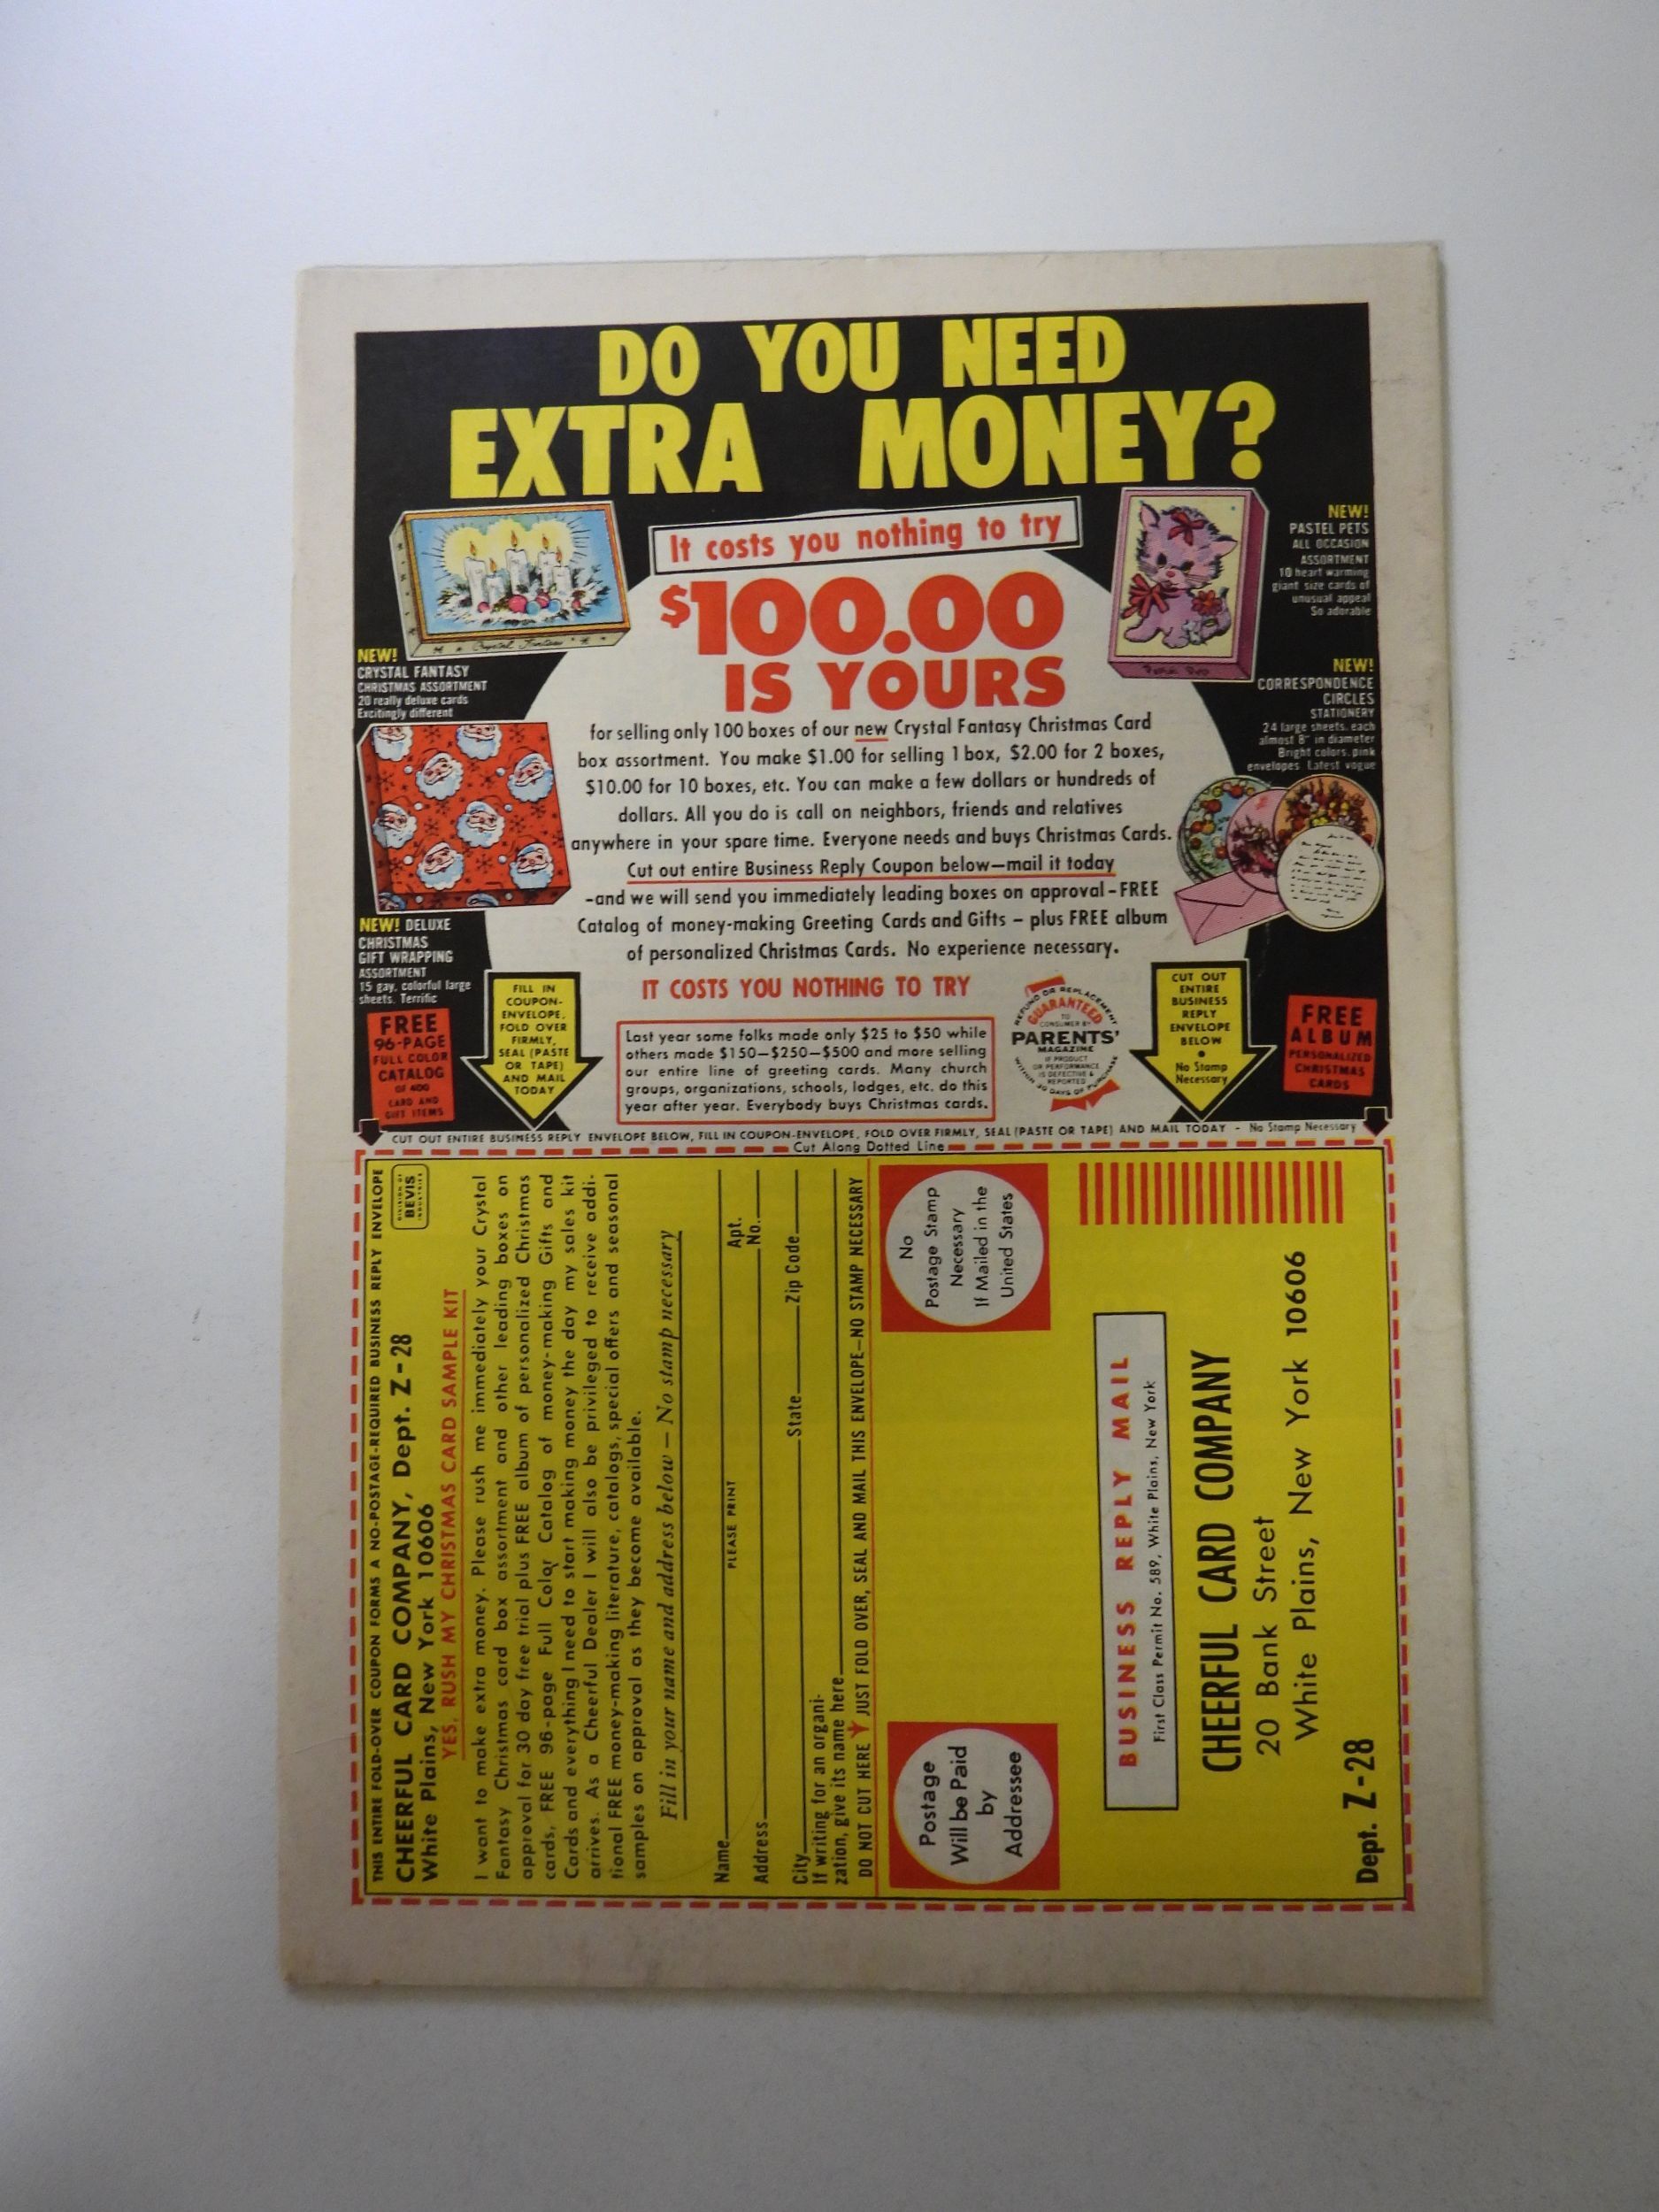 DO YOU NEED
EXTRA MONEY?
It costs you nothing to try
$100.00
IS YOURS
for selling only 100 boxes of our new Crystal Fantasy Christmas Card
box assortment. You make $1.00 for selling 1 box, $2.00 for 2 boxes,
$10.00 for 10 boxes, etc. You can make a few dollars or hundreds of
dollars. All you do is call on neighbors, friends and relatives
anywhere in your spare time. Everyone needs and buys Christmas Cards.
Cut out entire Business Reply Coupon below—mail it today
-and we will send you immediately leading boxes on approval-FREE
Catalog of money-making Greeting Cards and Gifts - plus FREE album
of personalized Christmas Cards. No experience necessary.
IT COSTS YOU NOTHING TO TRY
Last year some folks made only $25 to $50 while
others made $150—$250—$500 and more selling
our entire line of greeting cards. Many church
groups, organizations, schools, lodges, etc. do this
year after year. Everybody buys Christmas cards.
Crystal Fantasy
NEW!
CRYSTAL FANTASY
CHRISTMAS ASSORTMENT
20 really deluxe cards
Excitingly different
NEW! DELUXE
CHRISTMAS
GIFT WRAPPING
ASSORTMENT
15 gay, colorful large
sheets. Terrific
FREE
96-PAGE
FULL COLOR
CATALOG
OF 400
CARD AND
GIFT ITEMS
FILL IN
COUPON-
ENVELOPE,
FOLD OVER
FIRMLY,
SEAL (PASTE
OR TAPE)
AND MAIL
TODAY
Pastel Pets
NEW!
PASTEL PETS
ALL OCCASION
ASSORTMENT
10 heart warming
giant size cards of
unusual appeal
So adorable
NEW!
CORRESPONDENCE
CIRCLES
STATIONERY
24 large sheets, each
almost 8" in diameter
Bright colors, pink
envelopes Latest vogue
REFUND OR REPLACEMENT
GUARANTEED
TO
CONSUMER BY
PARENTS'
MAGAZINE
IF PRODUCT
OR PERFORMANCE
IS DEFECTIVE &
REPORTED
WITHIN 30 DAYS OF PURCHASE
CUT OUT
ENTIRE
BUSINESS
REPLY
ENVELOPE
BELOW
•
No Stamp
Necessary
FREE
ALBUM
PERSONALIZED
CHRISTMAS
CARDS
CUT OUT ENTIRE BUSINESS REPLY ENVELOPE BELOW, FILL IN COUPON-ENVELOPE, FOLD OVER FIRMLY, SEAL (PASTE OR TAPE) AND MAIL TODAY - No Stamp Necessary
Cut Along Dotted Line
THIS ENTIRE FOLD-OVER COUPON FORMS A NO-POSTAGE-REQUIRED BUSINESS REPLY ENVELOPE
CHEERFUL CARD COMPANY, Dept. Z-28
White Plains, New York 10606
DIVISION OF
BEVIS
INDUSTRIES
YES, RUSH MY CHRISTMAS CARD SAMPLE KIT
I want to make extra money. Please rush me immediately your Crystal
Fantasy Christmas card box assortment and other leading boxes on
approval for 30 day free trial plus FREE album of personalized Christmas
cards, FREE 96-page Full Color Catalog of money-making Gifts and
Cards and everything I need to start making money the day my sales kit
arrives. As a Cheerful Dealer I will also be privileged to receive addi-
tional FREE money-making literature, catalogs, special offers and seasonal
samples on approval as they become available.
Fill in your name and address below — No stamp necessary
Name
PLEASE PRINT
Address
Apt. No.
City
State
Zip Code
If writing for an organi-
zation, give its name here
DO NOT CUT HERE JUST FOLD OVER, SEAL AND MAIL THIS ENVELOPE—NO STAMP NECESSARY
Postage
Will be Paid
by
Addressee
No
Postage Stamp
Necessary
If Mailed in the
United States
BUSINESS REPLY MAIL
First Class Permit No. 589, White Plains, New York
CHEERFUL CARD COMPANY
20 Bank Street
White Plains, New York 10606
Dept. Z-28